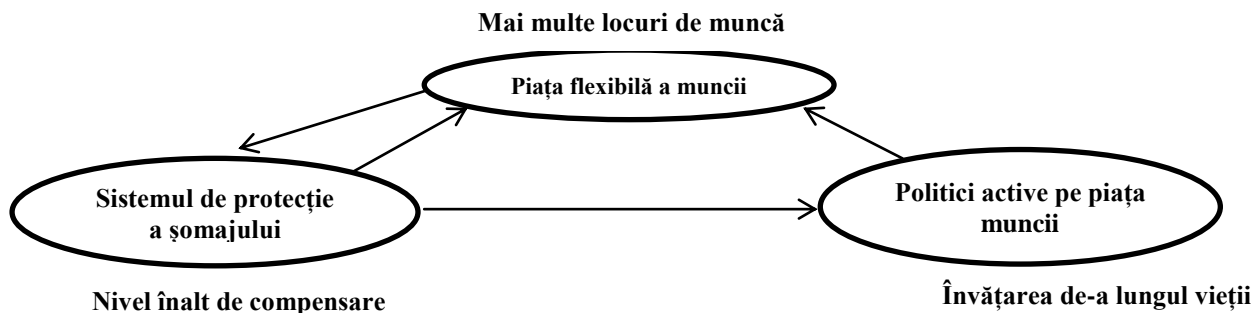 Mai multe locuri de muncă
Piața flexibilă a muncii
Sistemul de protecție
a șomajului
Politici active pe piața
muncii
Nivel înalt de compensare
Învățarea de-a lungul vieții